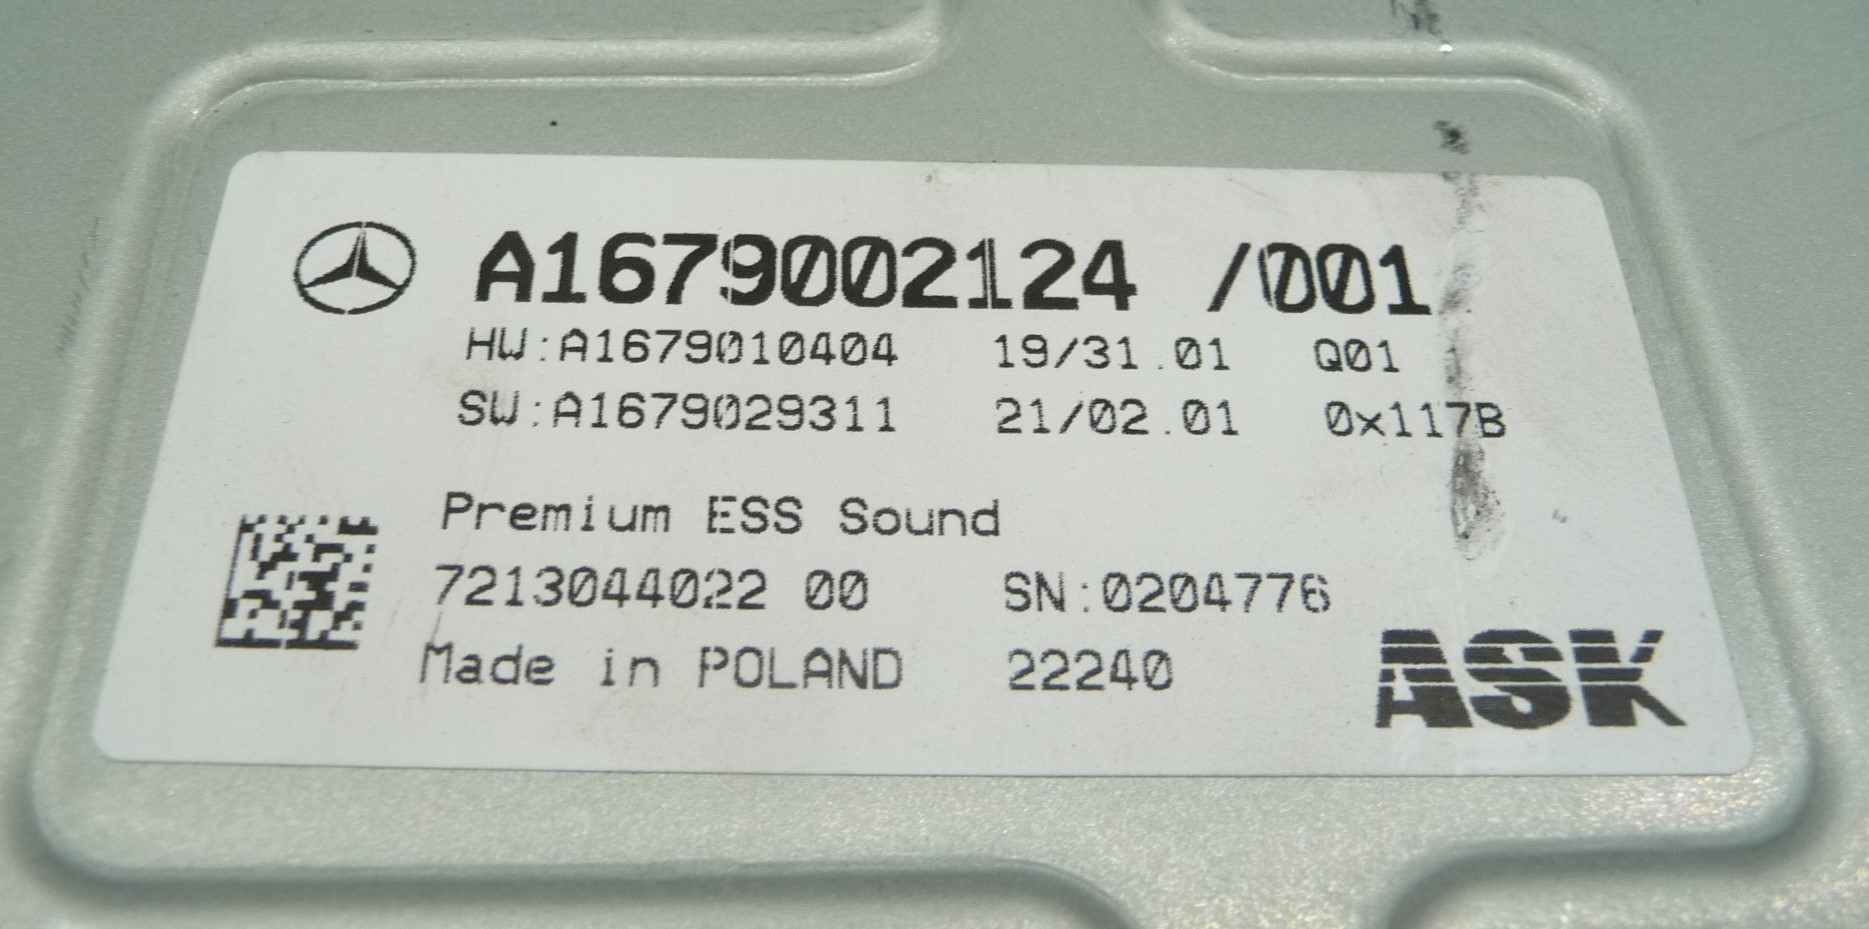 A1679002124 /001
HW:A1679010404 19/31.01 Q01
SW:A1679029311 21/02.01 0x117B
Premium ESS Sound
7213044022 00 SN:0204776
Made in POLAND 22240
ASK